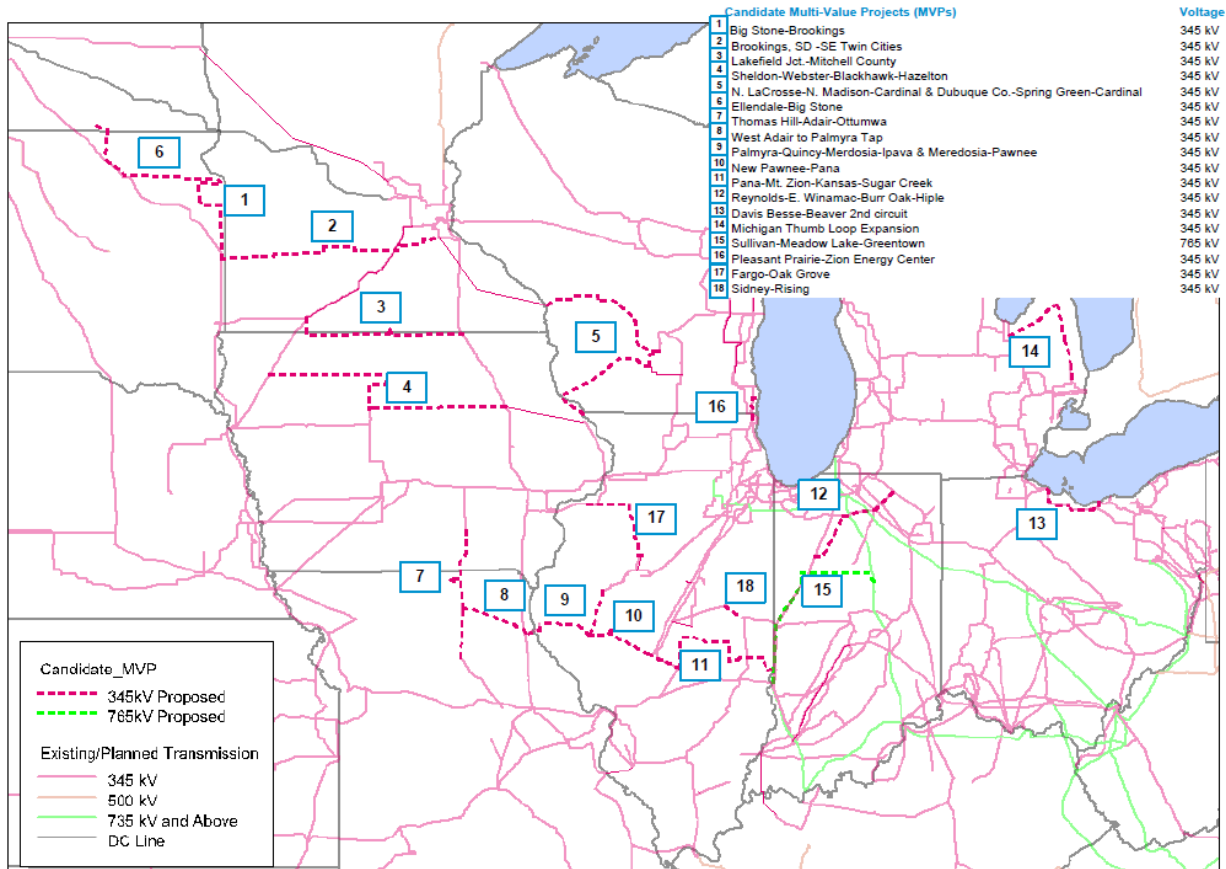 Candidate Multi-Value Projects (MVPs) Voltage
1 Big Stone-Brookings 345 kV
2 Brookings, SD -SE Twin Cities 345 kV
3 Lakefield Jct.-Mitchell County 345 kV
4 Sheldon-Webster-Blackhawk-Hazelton 345 kV
5 N. LaCrosse-N. Madison-Cardinal & Dubuque Co.-Spring Green-Cardinal 345 kV
6 Ellendale-Big Stone 345 kV
7 Thomas Hill-Adair-Ottumwa 345 kV
8 West Adair to Palmyra Tap 345 kV
9 Palmyra-Quincy-Merdosia-Ipava & Meredosia-Pawnee 345 kV
10 New Pawnee-Pana 345 kV
11 Pana-Mt. Zion-Kansas-Sugar Creek 345 kV
12 Reynolds-E. Winamac-Burr Oak-Hiple 345 kV
13 Davis Besse-Beaver 2nd circuit 345 kV
14 Michigan Thumb Loop Expansion 345 kV
15 Sullivan-Meadow Lake-Greentown 765 kV
16 Pleasant Prairie-Zion Energy Center 345 kV
17 Fargo-Oak Grove 345 kV
18 Sidney-Rising 345 kV
6
1
2
3
5
14
4
16
12
17
13
7
8
9
18
15
10
11
Candidate_MVP
345kV Proposed
765kV Proposed
Existing/Planned Transmission
345 kV
500 kV
735 kV and Above
DC Line